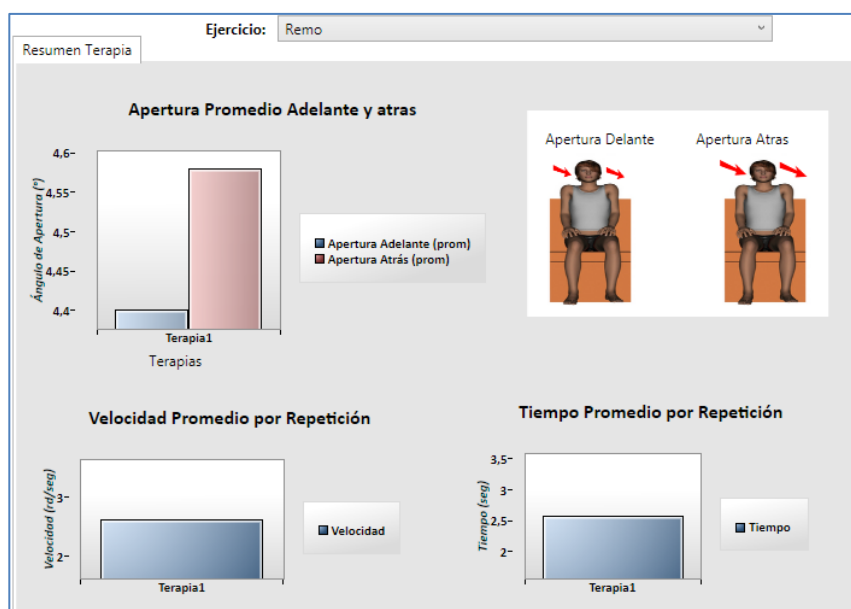 Ejercicio: Remo
Resumen Terapia
Apertura Promedio Adelante y atras
4,6
4,55
4,5
4,45
4,4
Ángulo de Apertura (°)
Terapia1
Terapias
Apertura Adelante (prom)
Apertura Atrás (prom)
Apertura Delante
Apertura Atras
Velocidad Promedio por Repetición
3
2
Velocidad (rd/seg)
Terapia1
Velocidad
Tiempo Promedio por Repetición
3,5
3
2,5
2
Tiempo (seg)
Terapia1
Tiempo